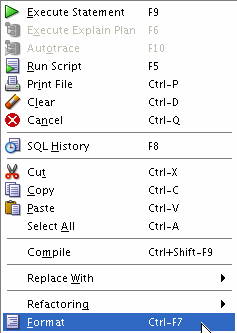 Execute Statement F9
Execute Explain Plan F6
Autotrace F10
Run Script F5
Print File Ctrl-P
Clear Ctrl-D
Cancel Ctrl-Q
SQL History F8
Cut Ctrl-X
Copy Ctrl-C
Paste Ctrl-V
Select All Ctrl-A
Compile Ctrl+Shift-F9
Replace With
Refactoring
Format Ctrl-F7